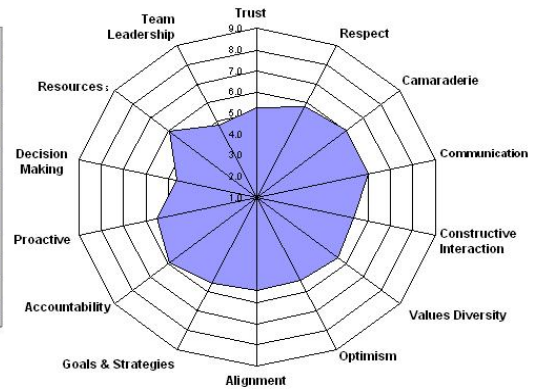 Trust
Respect
Camaraderie
Communication
Constructive
Interaction
Values Diversity
Optimism
Alignment
Goals & Strategies
Accountability
Proactive
Decision
Making
Resources
Team
Leadership
9.0
8.0
7.0
6.0
5.0
4.0
3.0
2.0
1.0